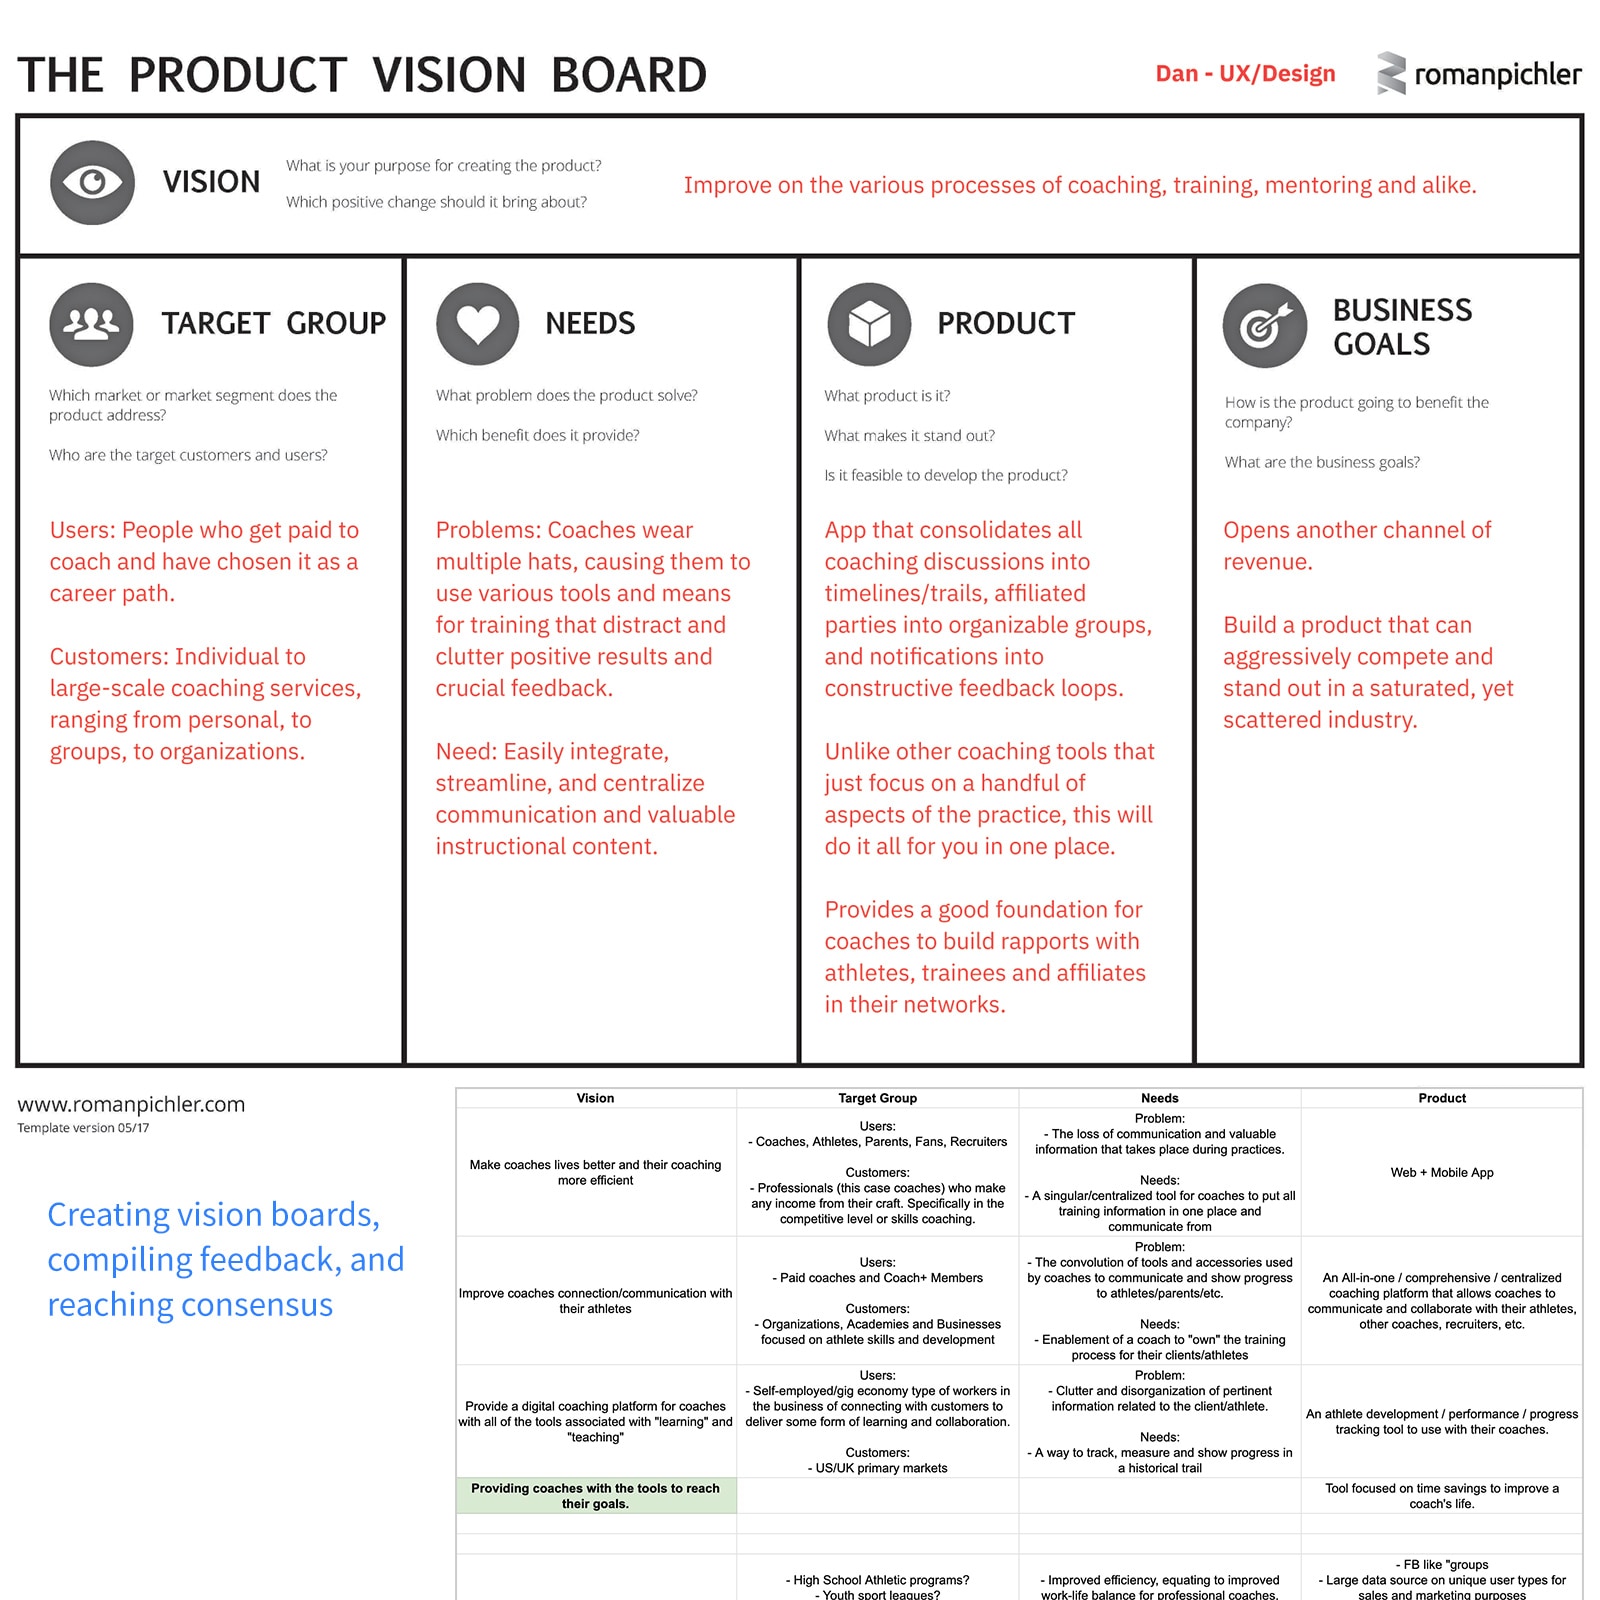 THE PRODUCT VISION BOARD
Dan - UX/Design
romanpichler
VISION
What is your purpose for creating the product?
Which positive change should it bring about?
Improve on the various processes of coaching, training, mentoring and alike.
TARGET GROUP
Which market or market segment does the
product address?
Who are the target customers and users?
Users: People who get paid to
coach and have chosen it as a
career path.
Customers: Individual to
large-scale coaching services,
ranging from personal, to
groups, to organizations.
NEEDS
What problem does the product solve?
Which benefit does it provide?
Problems: Coaches wear
multiple hats, causing them to
use various tools and means
for training that distract and
clutter positive results and
crucial feedback.
Need: Easily integrate,
streamline, and centralize
communication and valuable
instructional content.
PRODUCT
What product is it?
What makes it stand out?
Is it feasible to develop the product?
App that consolidates all
coaching discussions into
timelines/trails, affiliated
parties into organizable groups,
and notifications into
constructive feedback loops.
Unlike other coaching tools that
just focus on a handful of
aspects of the practice, this will
do it all for you in one place.
Provides a good foundation for
coaches to build rapports with
athletes, trainees and affiliates
in their networks.
BUSINESS
GOALS
How is the product going to benefit the
company?
What are the business goals?
Opens another channel of
revenue.
Build a product that can
aggressively compete and
stand out in a saturated, yet
scattered industry.
www.romanpichler.com
Template version 05/17
Creating vision boards,
compiling feedback, and
reaching consensus
Vision
Target Group
Needs
Product
Make coaches lives better and their coaching
more efficient
Users:
- Coaches, Athletes, Parents, Fans, Recruiters
Customers:
- Professionals (this case coaches) who make
any income from their craft. Specifically in the
competitive level or skills coaching.
Problem:
- The loss of communication and valuable
information that takes place during practices.
Needs:
- A singular/centralized tool for coaches to put all
training information in one place and
communicate from
Web + Mobile App
Improve coaches connection/communication with
their athletes
Users:
- Paid coaches and Coach+ Members
Customers:
- Organizations, Academies and Businesses
focused on athlete skills and development
Problem:
- The convolution of tools and accessories used
by coaches to communicate and show progress
to athletes/parents/etc.
Needs:
- Enablement of a coach to "own" the training
process for their clients/athletes
An All-in-one / comprehensive / centralized
coaching platform that allows coaches to
communicate and collaborate with their athletes,
other coaches, recruiters, etc.
Provide a digital coaching platform for coaches
with all of the tools associated with "learning" and
"teaching"
Users:
- Self-employed/gig economy type of workers in
the business of connecting with customers to
deliver some form of learning and collaboration.
Customers:
- US/UK primary markets
Problem:
- Clutter and disorganization of pertinent
information related to the client/athlete.
Needs:
- A way to track, measure and show progress in
a historical trail
An athlete development / performance / progress
tracking tool to use with their coaches.
Providing coaches with the tools to reach
their goals.
Tool focused on time savings to improve a
coach's life.
- High School Athletic programs?
- Youth sport leagues?
- Improved efficiency, equating to improved
work-life balance for professional coaches.
- FB like "groups
- Large data source on unique user types for
sales and marketing purposes